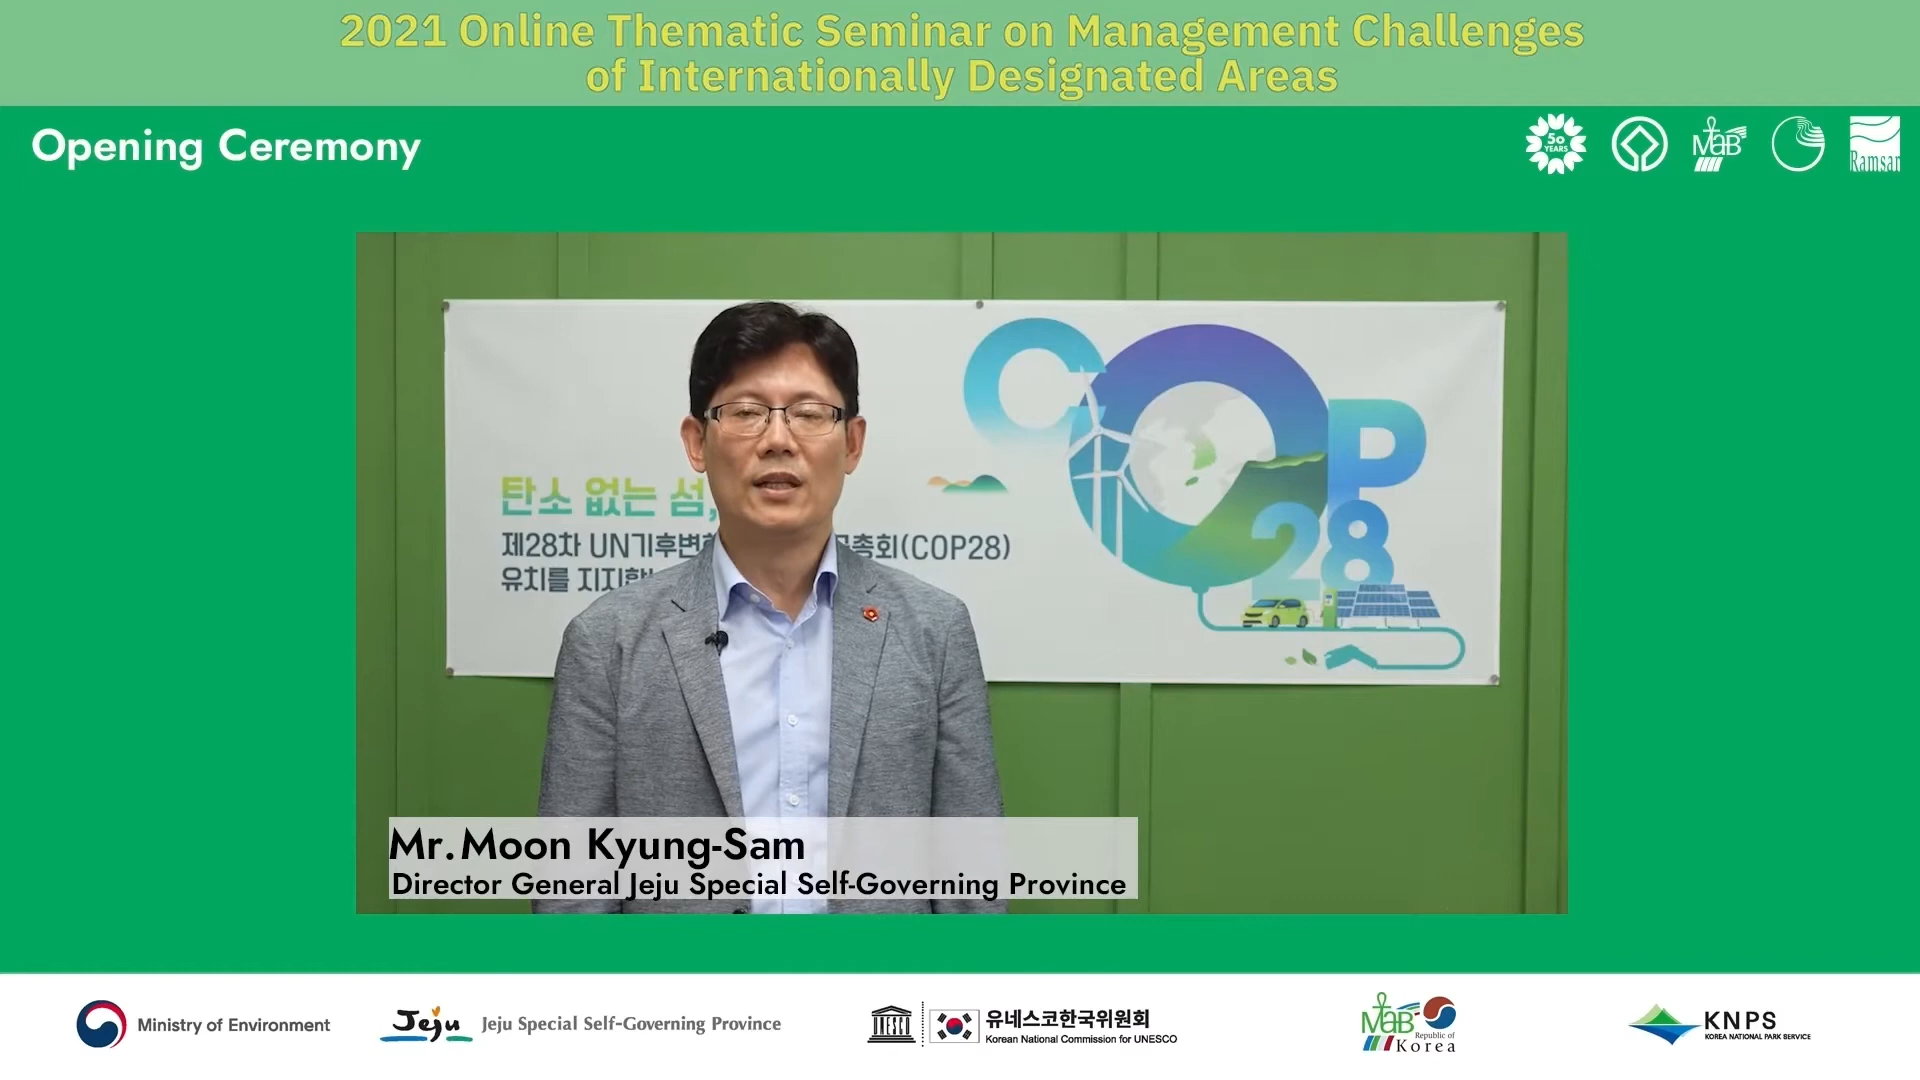 2021 Online Thematic Seminar on Management Challenges
of Internationally Designated Areas
Opening Ceremony
50
YEARS
MaB
Ramsar
COP
28
탄소 없는 섬,
제28차 UN기후변 총회(COP28)
유치를
Mr. Moon Kyung-Sam
Director General Jeju Special Self-Governing Province
Ministry of Environment
Jeju
Jeju Special Self-Governing Province
UNESCO
유네스코한국위원회
Korean National Commission for UNESCO
MaB
Republic of
Korea
KNPS
KOREA NATIONAL PARK SERVICE